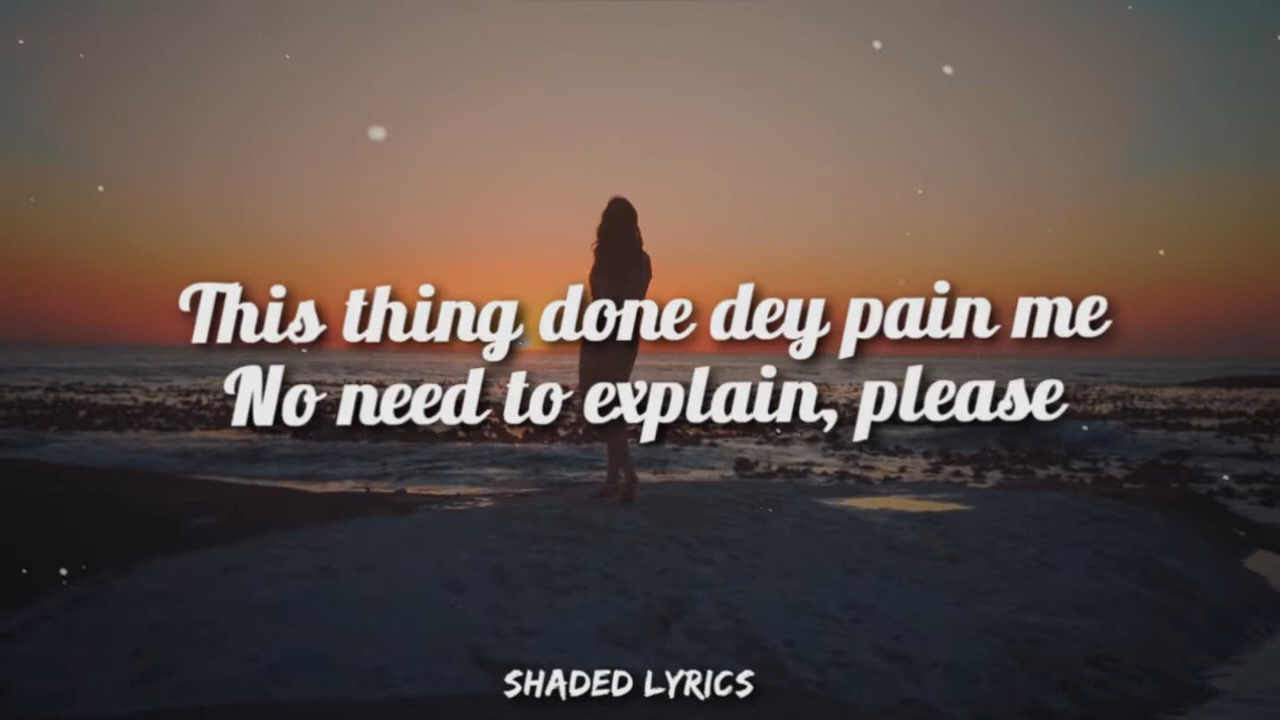 This thing done dey pain me
No need to explain, please
SHADED LYRICS